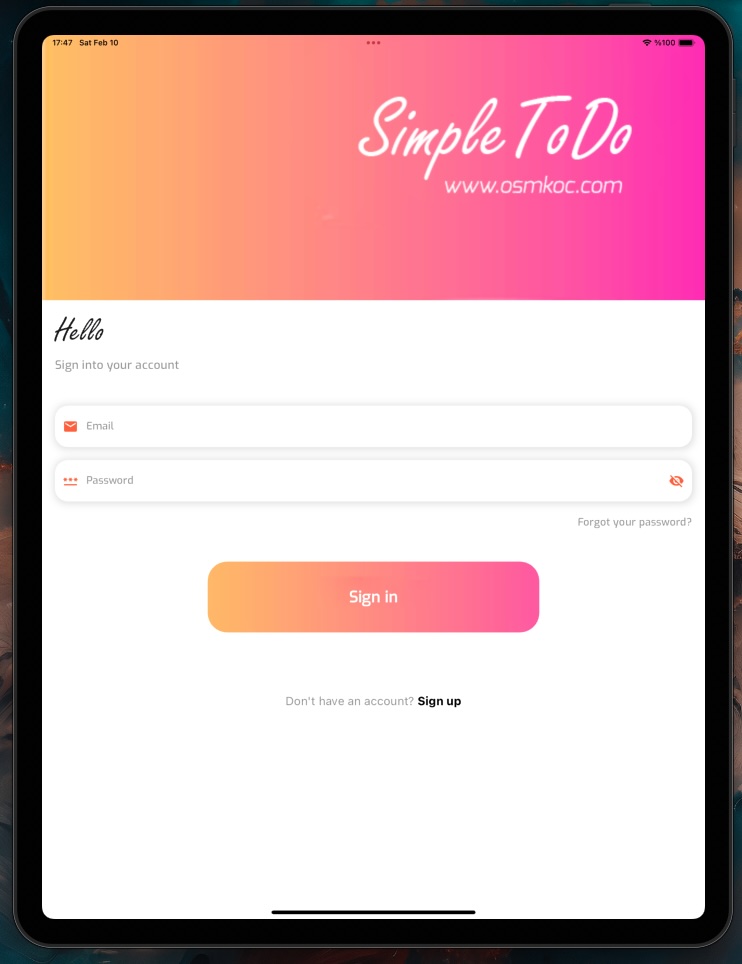 17:47 Sat Feb 10
%100
Simple ToDo
www.osmkoc.com
Hello
Sign into your account
Email
Password
Forgot your password?
Sign in
Don't have an account? Sign up